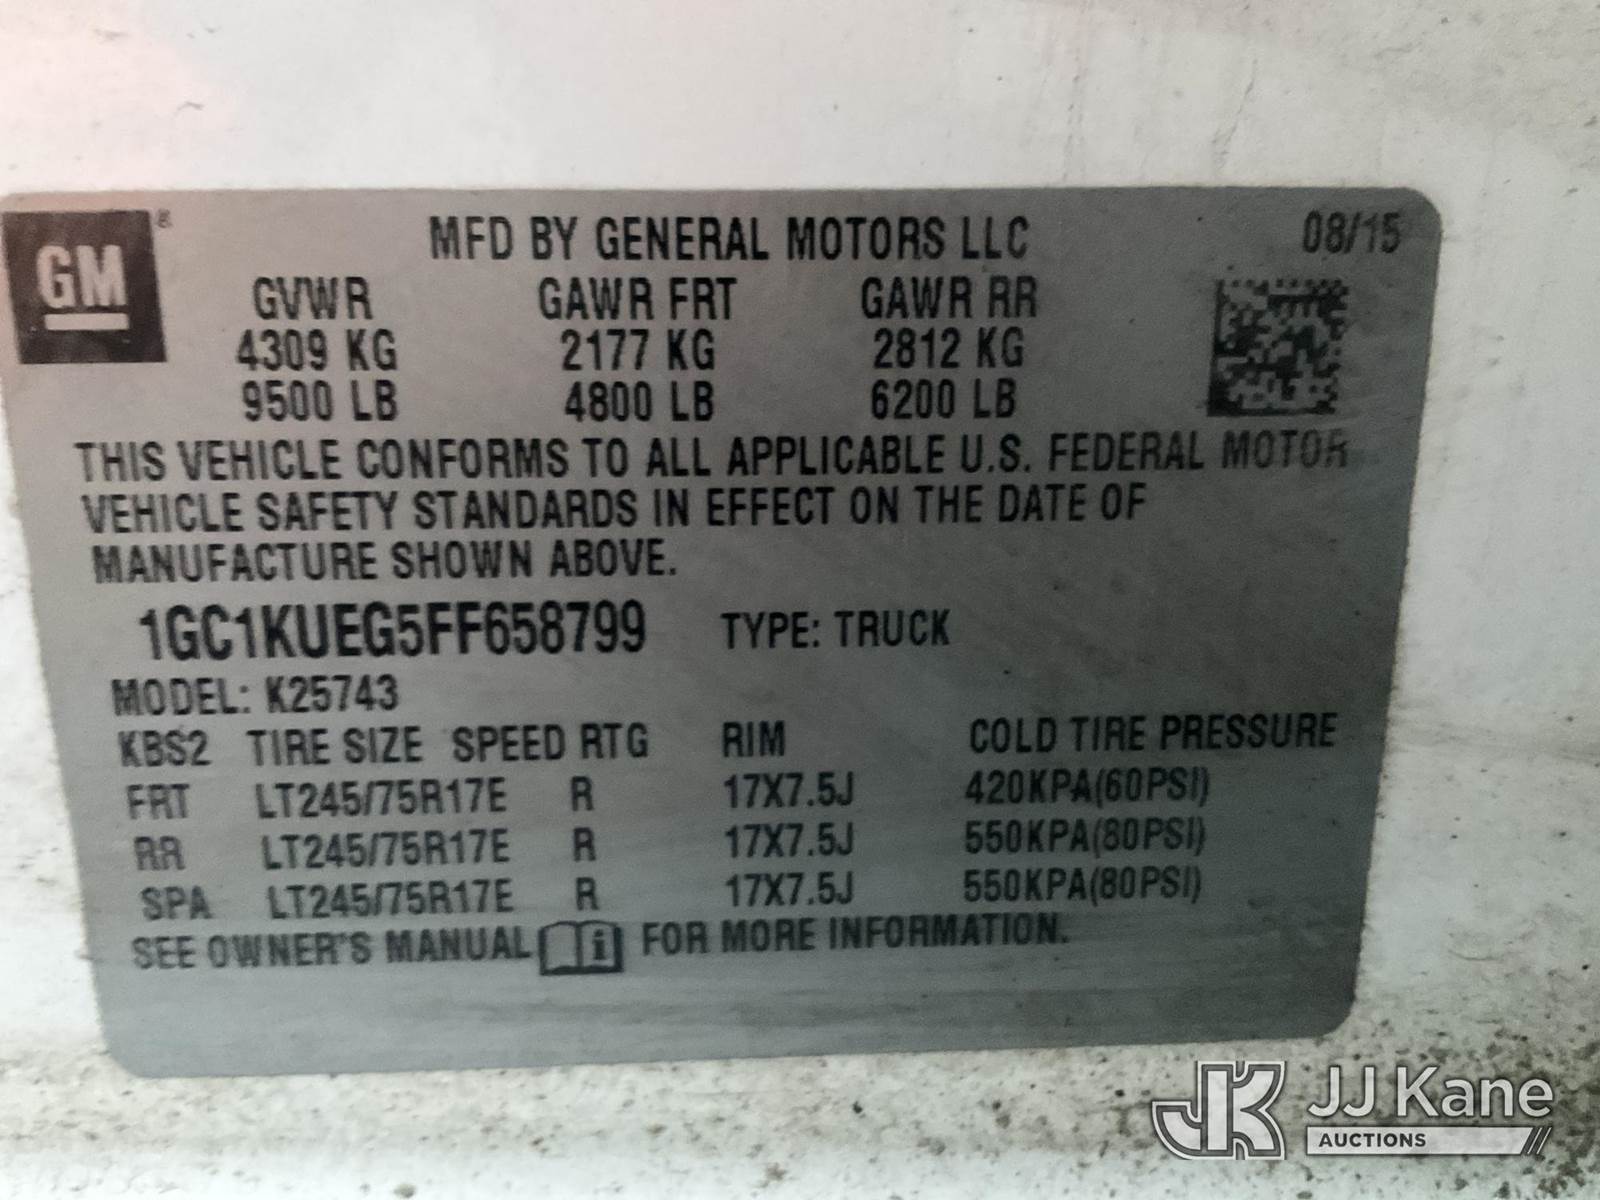 GM®
MFD BY GENERAL MOTORS LLC 08/15
GVWR GAWR FRT GAWR RR
4309 KG 2177 KG 2812 KG
9500 LB 4800 LB 6200 LB
THIS VEHICLE CONFORMS TO ALL APPLICABLE U.S. FEDERAL MOTOR
VEHICLE SAFETY STANDARDS IN EFFECT ON THE DATE OF
MANUFACTURE SHOWN ABOVE.
1GC1KUEG5FF658799 TYPE: TRUCK
MODEL: K25743
KBS2 TIRE SIZE SPEED RTG RIM COLD TIRE PRESSURE
FRT LT245/75R17E R 17X7.5J 420KPA(60PSI)
RR LT245/75R17E R 17X7.5J 550KPA(80PSI)
SPA LT245/75R17E R 17X7.5J 550KPA(80PSI)
SEE OWNER'S MANUAL i FOR MORE INFORMATION.
JK JJ Kane
AUCTIONS